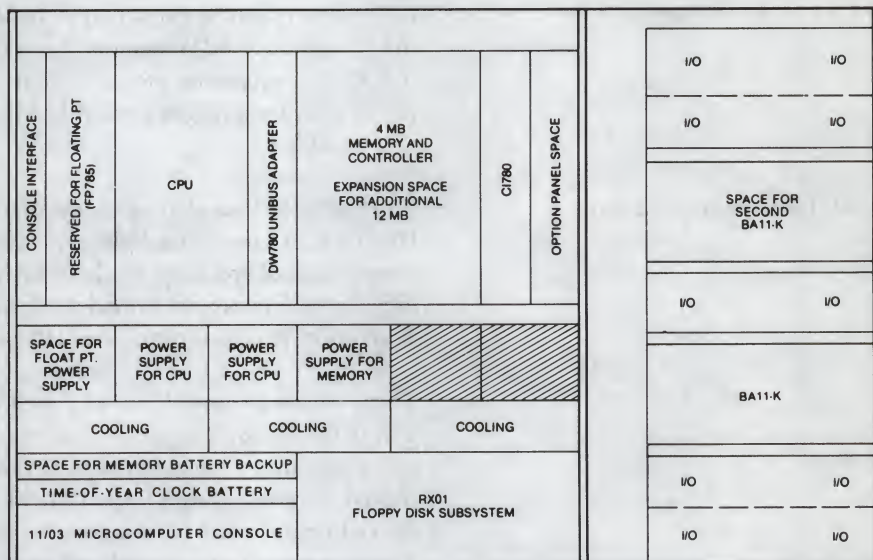 CONSOLE INTERFACE
RESERVED FOR FLOATING PT
(FP785)
CPU
DW780 UNIBUS ADAPTER
4 MB
MEMORY AND
CONTROLLER
EXPANSION SPACE
FOR ADDITIONAL
12 MB
CI780
OPTION PANEL SPACE
SPACE FOR
FLOAT PT.
POWER
SUPPLY
POWER
SUPPLY
FOR CPU
POWER
SUPPLY
FOR CPU
POWER
SUPPLY FOR
MEMORY
COOLING
COOLING
COOLING
SPACE FOR MEMORY BATTERY BACKUP
TIME-OF-YEAR CLOCK BATTERY
11/03 MICROCOMPUTER CONSOLE
RX01
FLOPPY DISK SUBSYSTEM
I/O I/O
I/O I/O
SPACE FOR
SECOND
BA11-K
I/O I/O
BA11-K
I/O I/O
I/O I/O